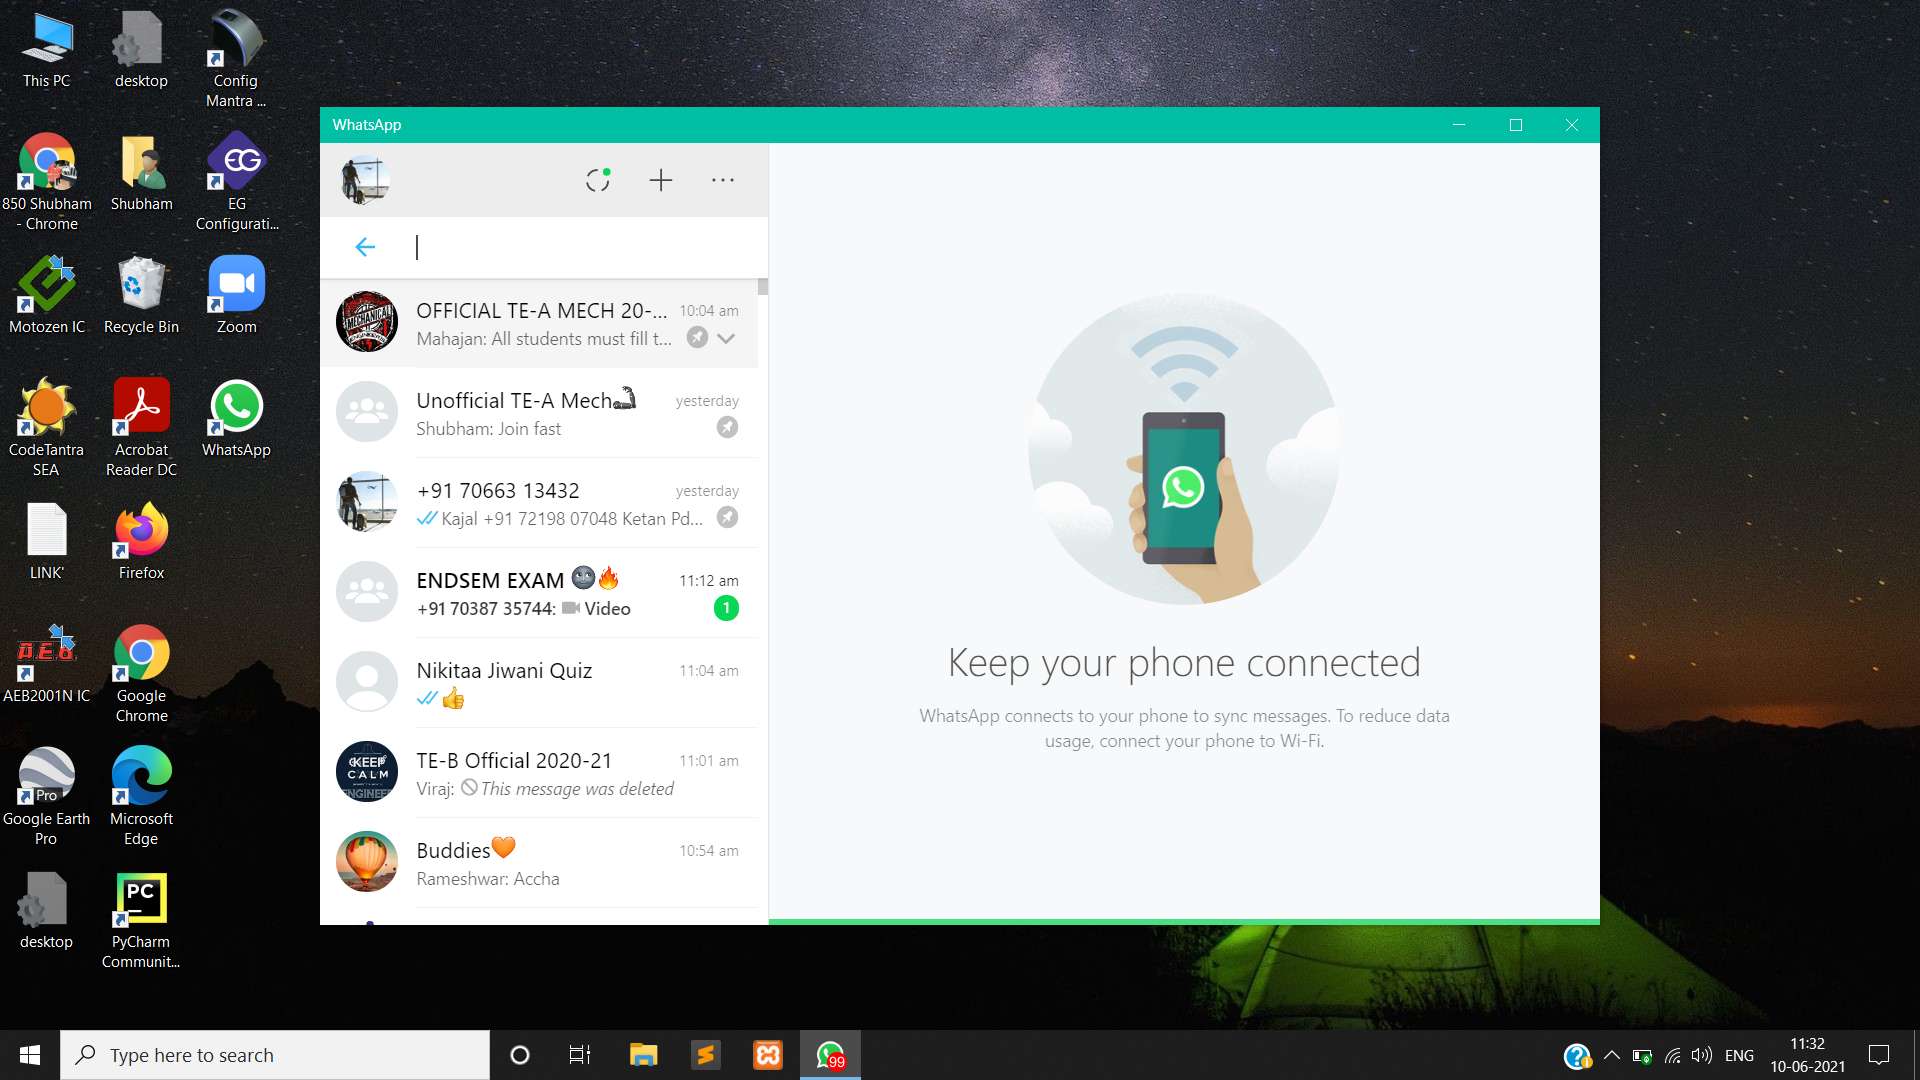 This PC
desktop
Config
Mantra ...
850 Shubham
- Chrome
Shubham
EG
EG
Configurati...
Motozen IC
Recycle Bin
Zoom
CodeTantra
SEA
Acrobat
Reader DC
WhatsApp
LINK'
Firefox
AEB
AEB2001N IC
Google
Chrome
Pro
Google Earth
Pro
Microsoft
Edge
desktop
PC
PyCharm
Communit...
WhatsApp
OFFICIAL TE-A MECH 20-... 10:04 am
MECHANICAL
Mahajan: All students must fill t...
Unofficial TE-A Mech🦾 yesterday
Shubham: Join fast
+91 70663 13432 yesterday
Kajal +91 72198 07048 Ketan Pd...
ENDSEM EXAM 🌚🔥 11:12 am
+91 70387 35744: Video 1
Nikitaa Jiwani Quiz 11:04 am
👍
TE-B Official 2020-21 11:01 am
KEEP
CALM
ENGINEER
Viraj: This message was deleted
Buddies🧡 10:54 am
Rameshwar: Accha
Keep your phone connected
WhatsApp connects to your phone to sync messages. To reduce data
usage, connect your phone to Wi-Fi.
Type here to search
99
ENG
11:32
10-06-2021